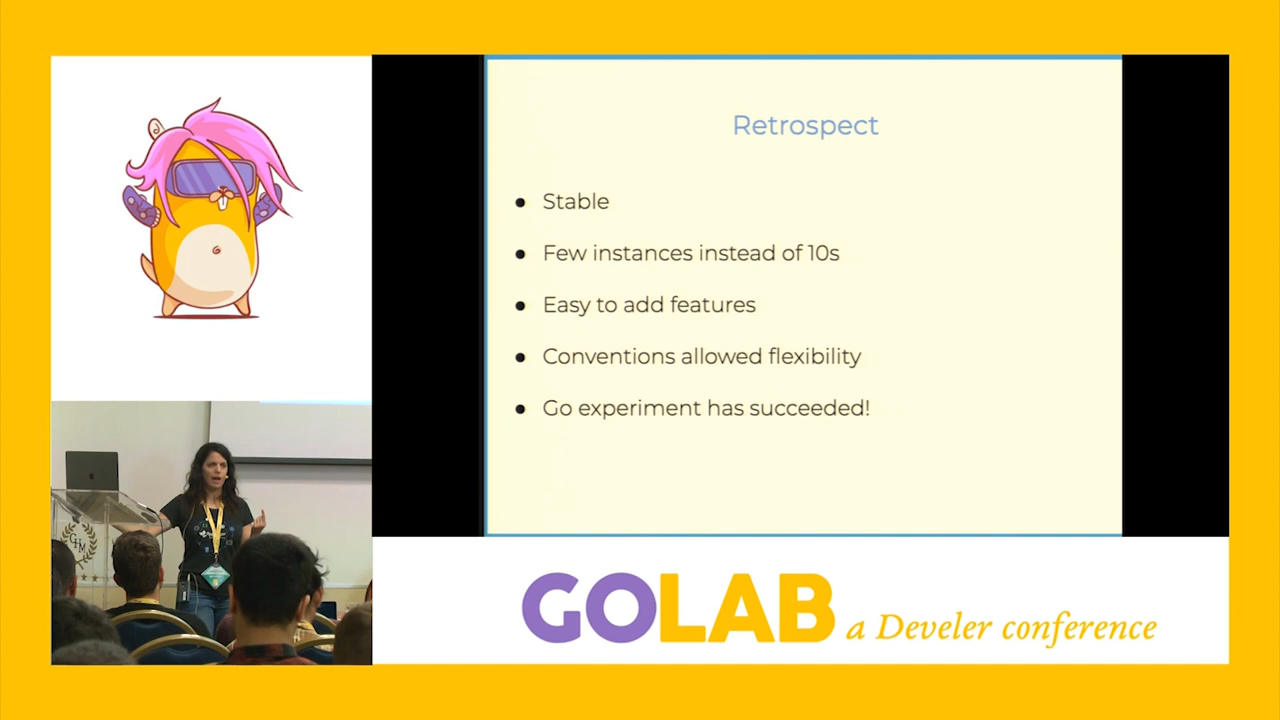 Retrospect
● Stable
● Few instances instead of 10s
● Easy to add features
● Conventions allowed flexibility
● Go experiment has succeeded!
GHM
GOLAB a Develer conference